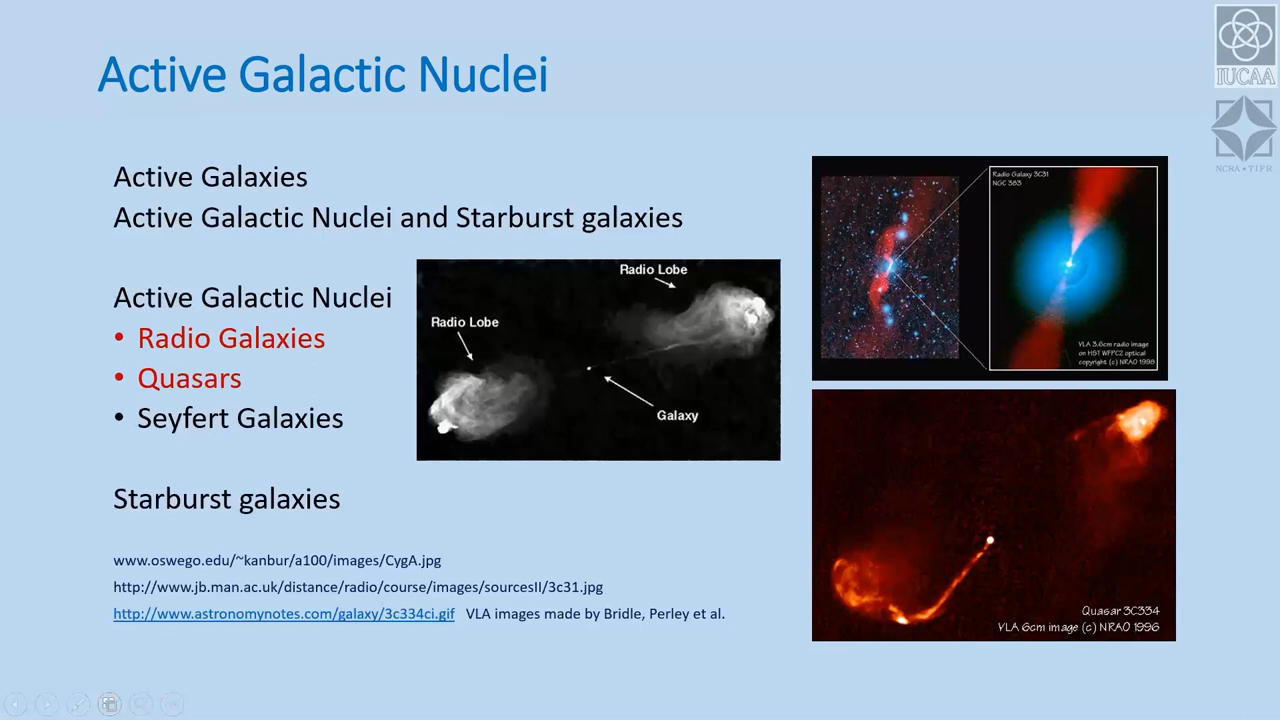 Active Galactic Nuclei
IUCAA
NCRA • TIFR
Active Galaxies
Active Galactic Nuclei and Starburst galaxies
Active Galactic Nuclei
• Radio Galaxies
• Quasars
• Seyfert Galaxies
Starburst galaxies
Radio Lobe
Radio Lobe
Galaxy
Radio Galaxy 3C31
NGC 383
VLA 3.6cm radio image
on HST WFPC2 optical
copyright (c) NRAO 1998
Quasar 3C334
VLA 6cm image (c) NRAO 1996
www.oswego.edu/~kanbur/a100/images/CygA.jpg
http://www.jb.man.ac.uk/distance/radio/course/images/sourcesII/3c31.jpg
http://www.astronomynotes.com/galaxy/3c334ci.gif VLA images made by Bridle, Perley et al.